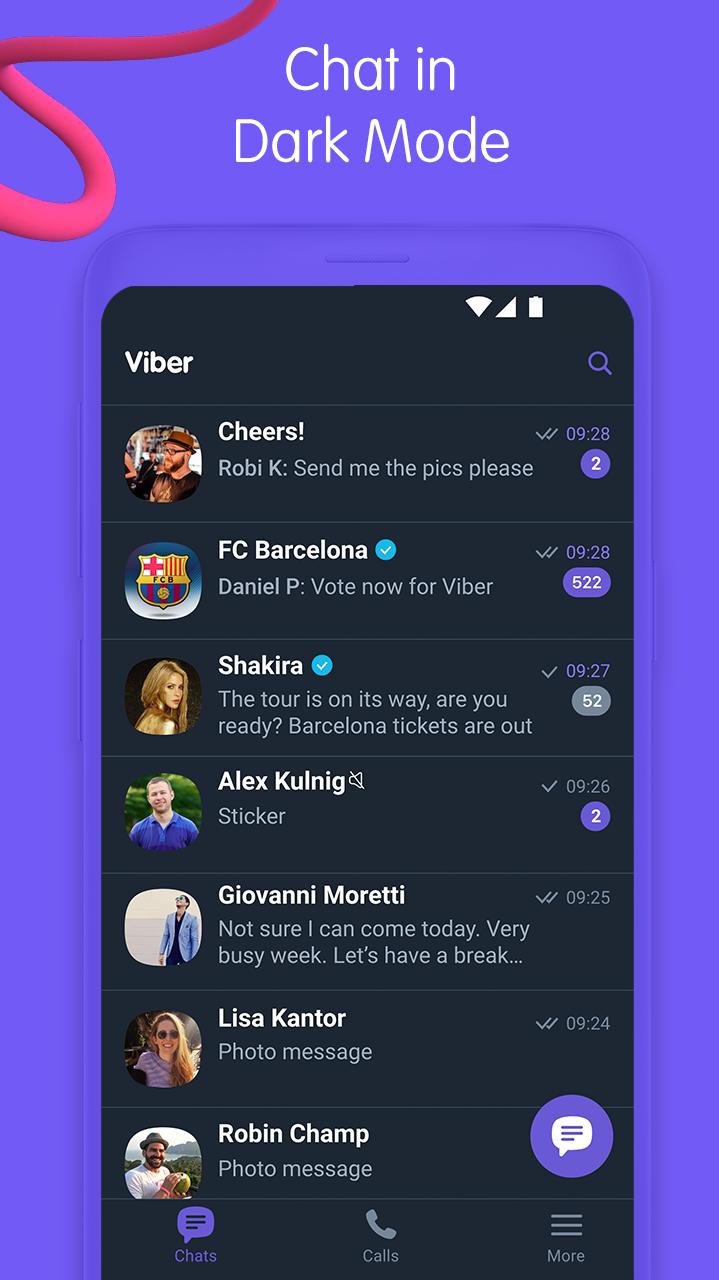 Chat in
Dark Mode
Viber
Cheers!
09:28
Robi K: Send me the pics please
2
FC Barcelona
09:28
Daniel P: Vote now for Viber
522
FCB
Shakira
09:27
The tour is on its way, are you
52
ready? Barcelona tickets are out
Alex Kulnig
09:26
Sticker
2
Giovanni Moretti
09:25
Not sure I can come today. Very
busy week. Let’s have a break...
Lisa Kantor
09:24
Photo message
Robin Champ
Photo message
Chats
Calls
More